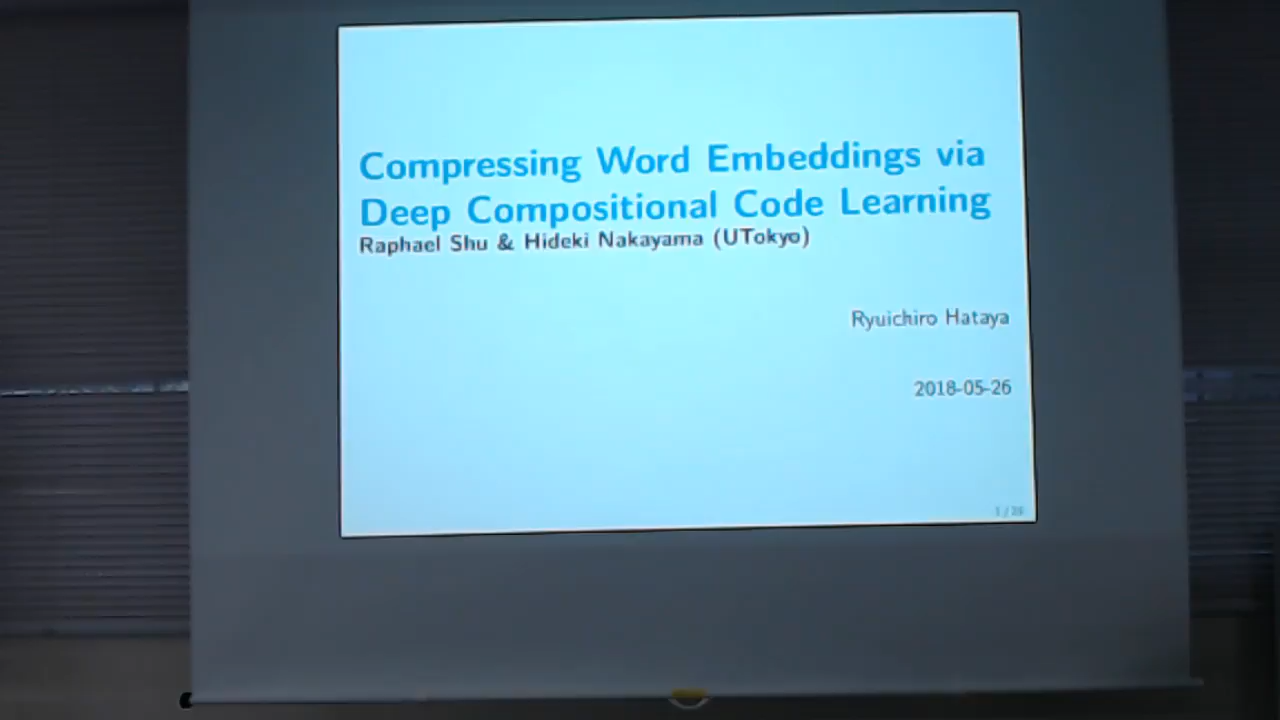 Compressing Word Embeddings via
Deep Compositional Code Learning
Raphael Shu & Hideki Nakayama (UTokyo)
Ryuichiro Hataya
2018-05-26